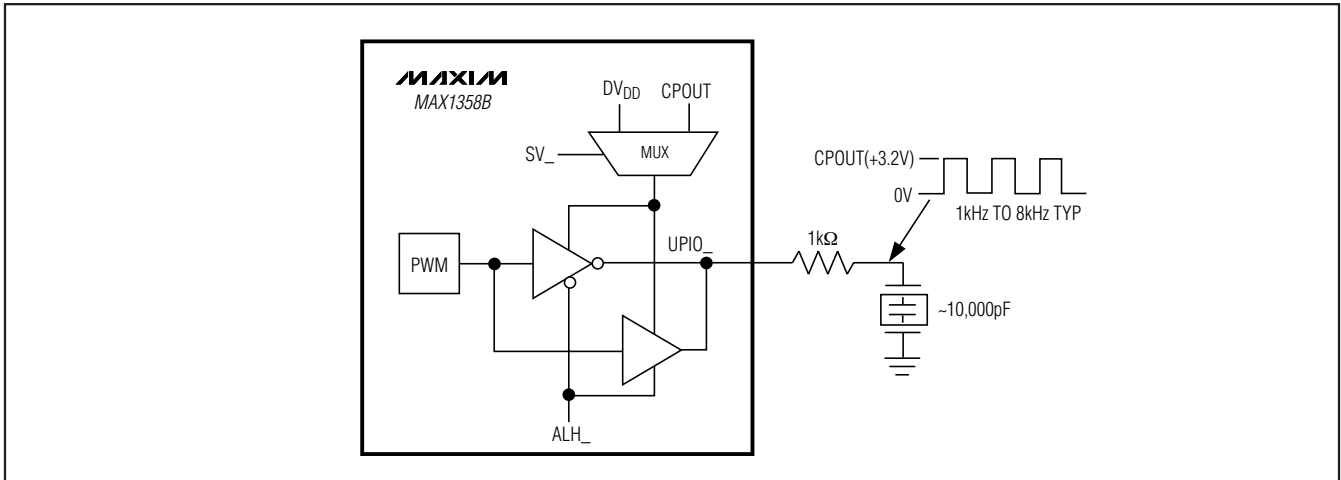 MAXIM
MAX1358B
DVDD
CPOUT
SV_
MUX
CPOUT(+3.2V)
0V
1kHz TO 8kHz TYP
PWM
UPIO_
1kΩ
~10,000pF
ALH_